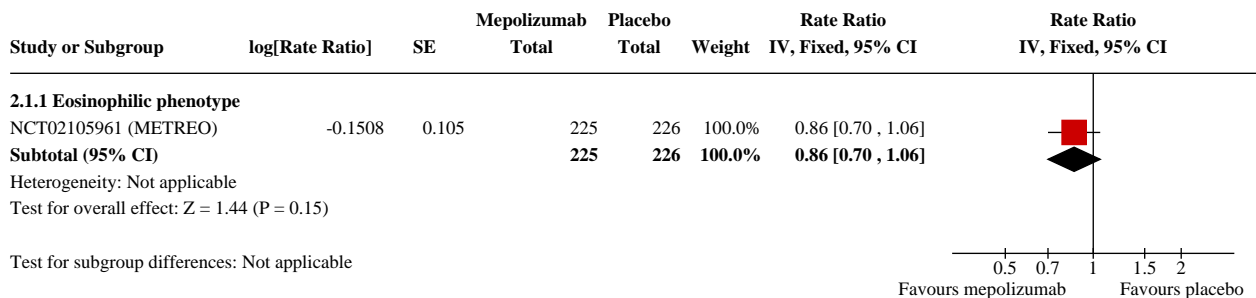 Mepolizumab Placebo Rate Ratio Rate Ratio
Study or Subgroup log[Rate Ratio] SE Total Total Weight IV, Fixed, 95% CI IV, Fixed, 95% CI
2.1.1 Eosinophilic phenotype
NCT02105961 (METREO) -0.1508 0.105 225 226 100.0% 0.86 [0.70 , 1.06]
Subtotal (95% CI) 225 226 100.0% 0.86 [0.70 , 1.06]
Heterogeneity: Not applicable
Test for overall effect: Z = 1.44 (P = 0.15)
Test for subgroup differences: Not applicable
0.5 0.7 1 1.5 2
Favours mepolizumab Favours placebo